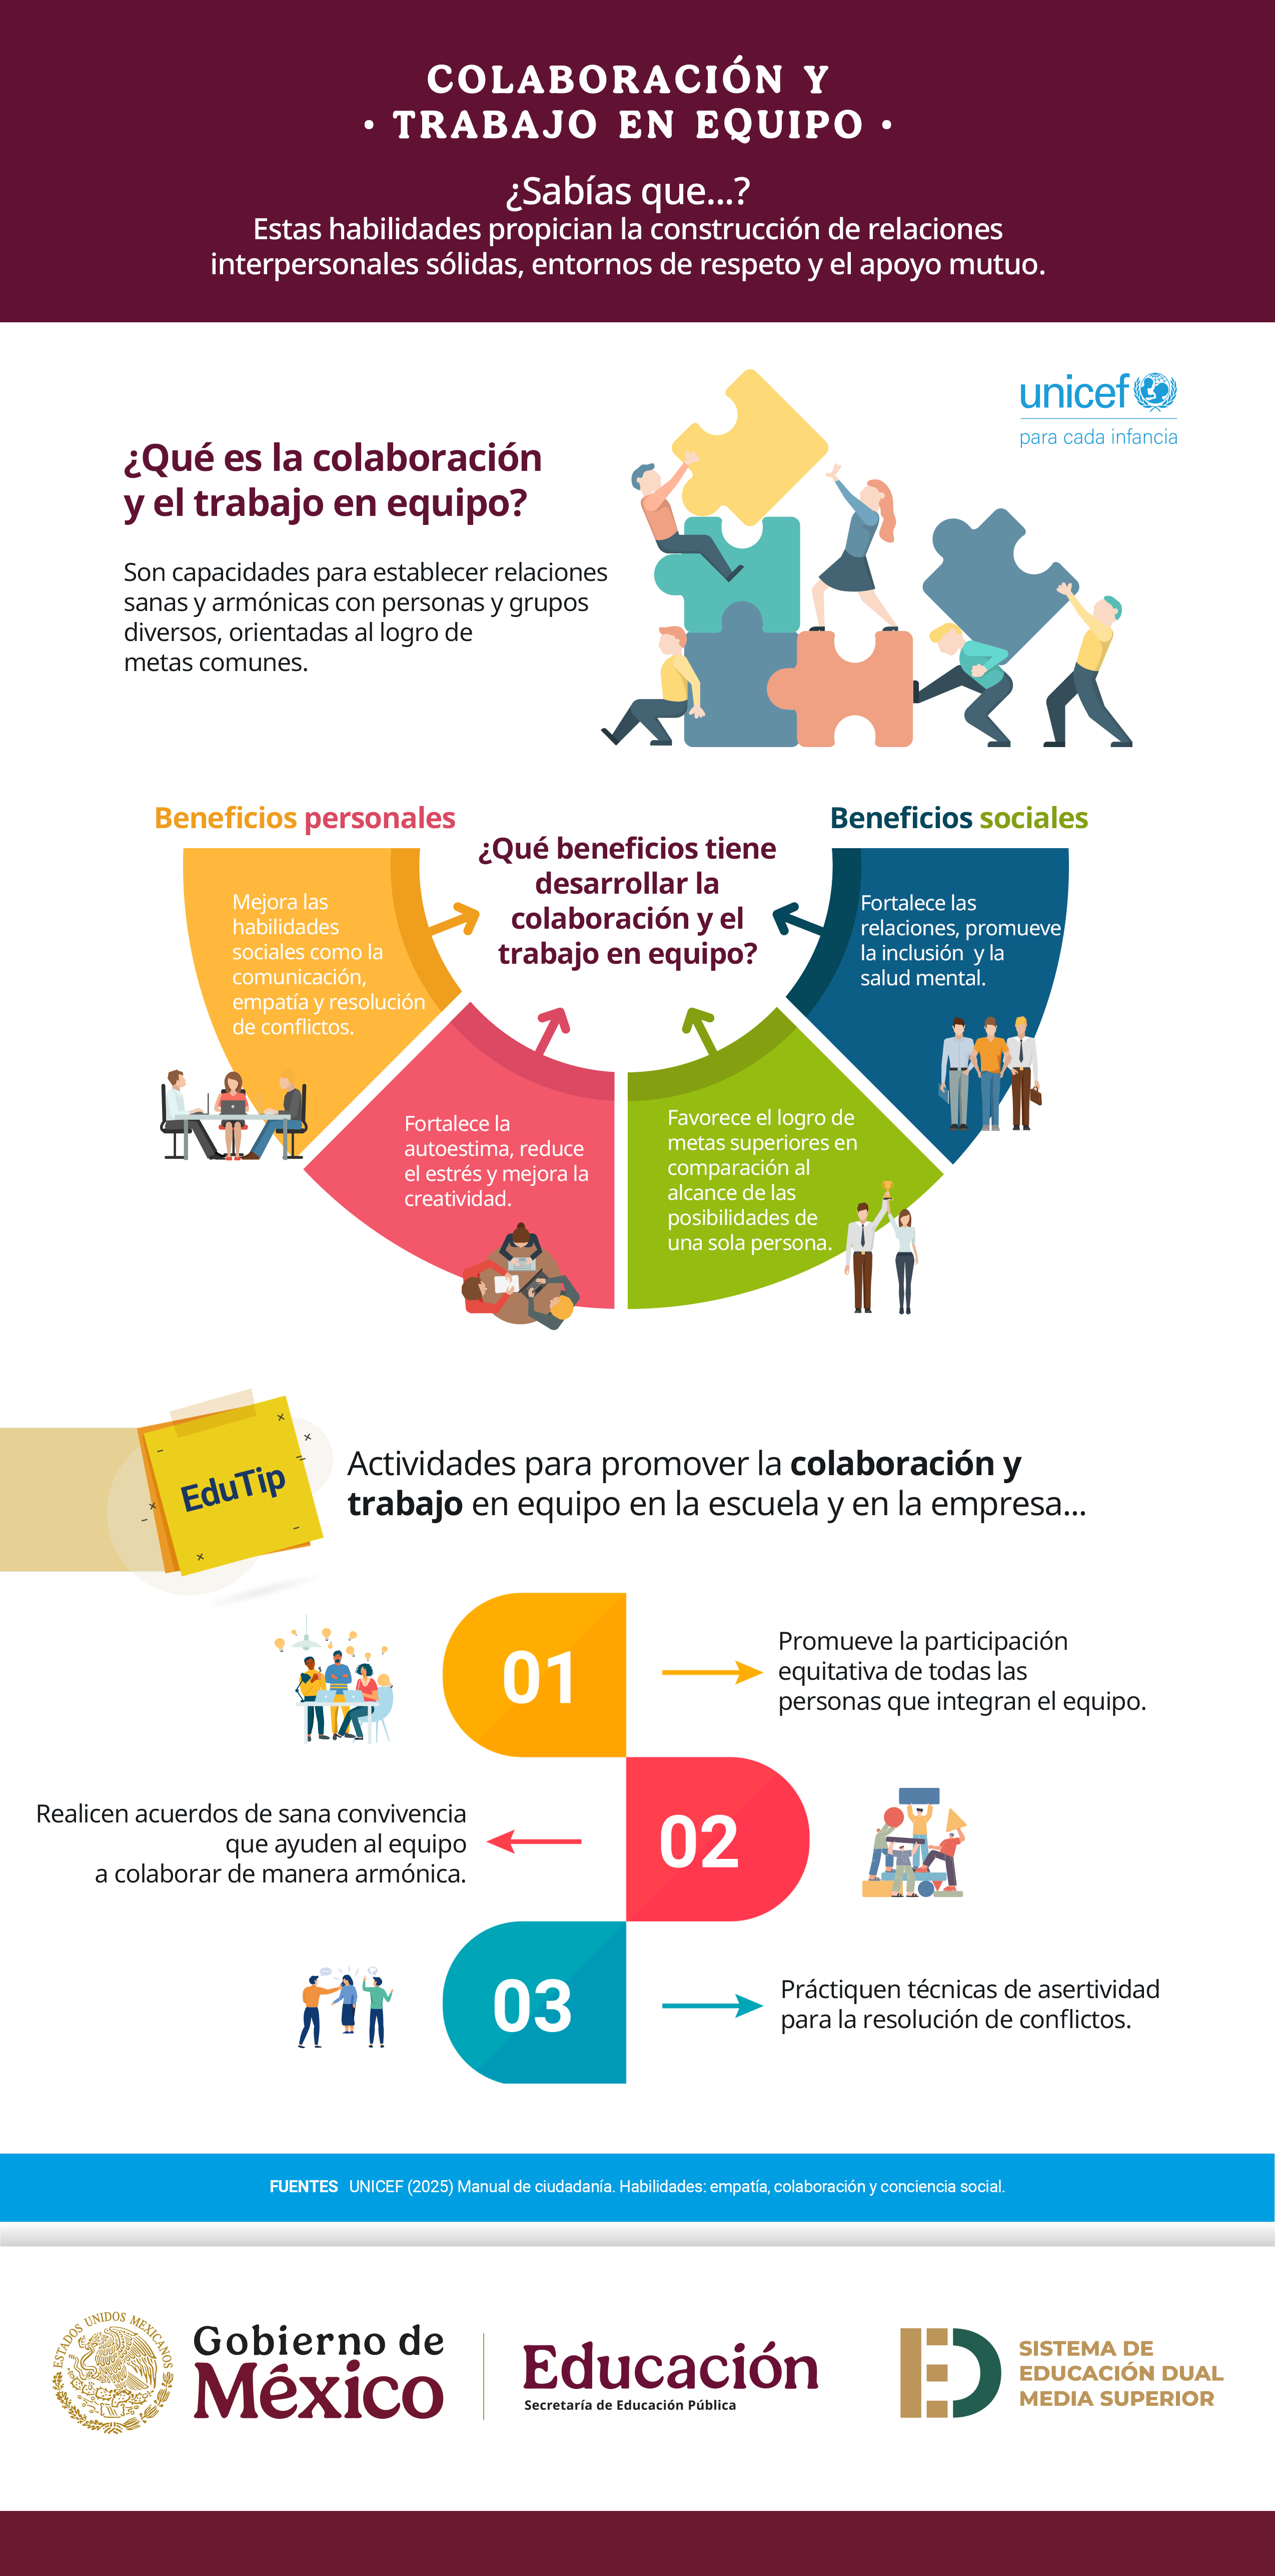 COLABORACIÓN Y
• TRABAJO EN EQUIPO •
¿Sabías que...?
Estas habilidades propician la construcción de relaciones
interpersonales sólidas, entornos de respeto y el apoyo mutuo.
unicef
para cada infancia
¿Qué es la colaboración
y el trabajo en equipo?
Son capacidades para establecer relaciones
sanas y armónicas con personas y grupos
diversos, orientadas al logro de
metas comunes.
Beneficios personales
Beneficios sociales
¿Qué beneficios tiene
desarrollar la
colaboración y el
trabajo en equipo?
Mejora las
habilidades
sociales como la
comunicación,
empatía y resolución
de conflictos.
Fortalece la
autoestima, reduce
el estrés y mejora la
creatividad.
Favorece el logro de
metas superiores en
comparación al
alcance de las
posibilidades de
una sola persona.
Fortalece las
relaciones, promueve
la inclusión y la
salud mental.
EduTip
Actividades para promover la colaboración y
trabajo en equipo en la escuela y en la empresa...
01
Promueve la participación
equitativa de todas las
personas que integran el equipo.
02
Realicen acuerdos de sana convivencia
que ayuden al equipo
a colaborar de manera armónica.
03
Práctiquen técnicas de asertividad
para la resolución de conflictos.
FUENTES UNICEF (2025) Manual de ciudadanía. Habilidades: empatía, colaboración y conciencia social.
ESTADOS UNIDOS MEXICANOS
Gobierno de
México
Educación
Secretaría de Educación Pública
ED
SISTEMA DE
EDUCACIÓN DUAL
MEDIA SUPERIOR